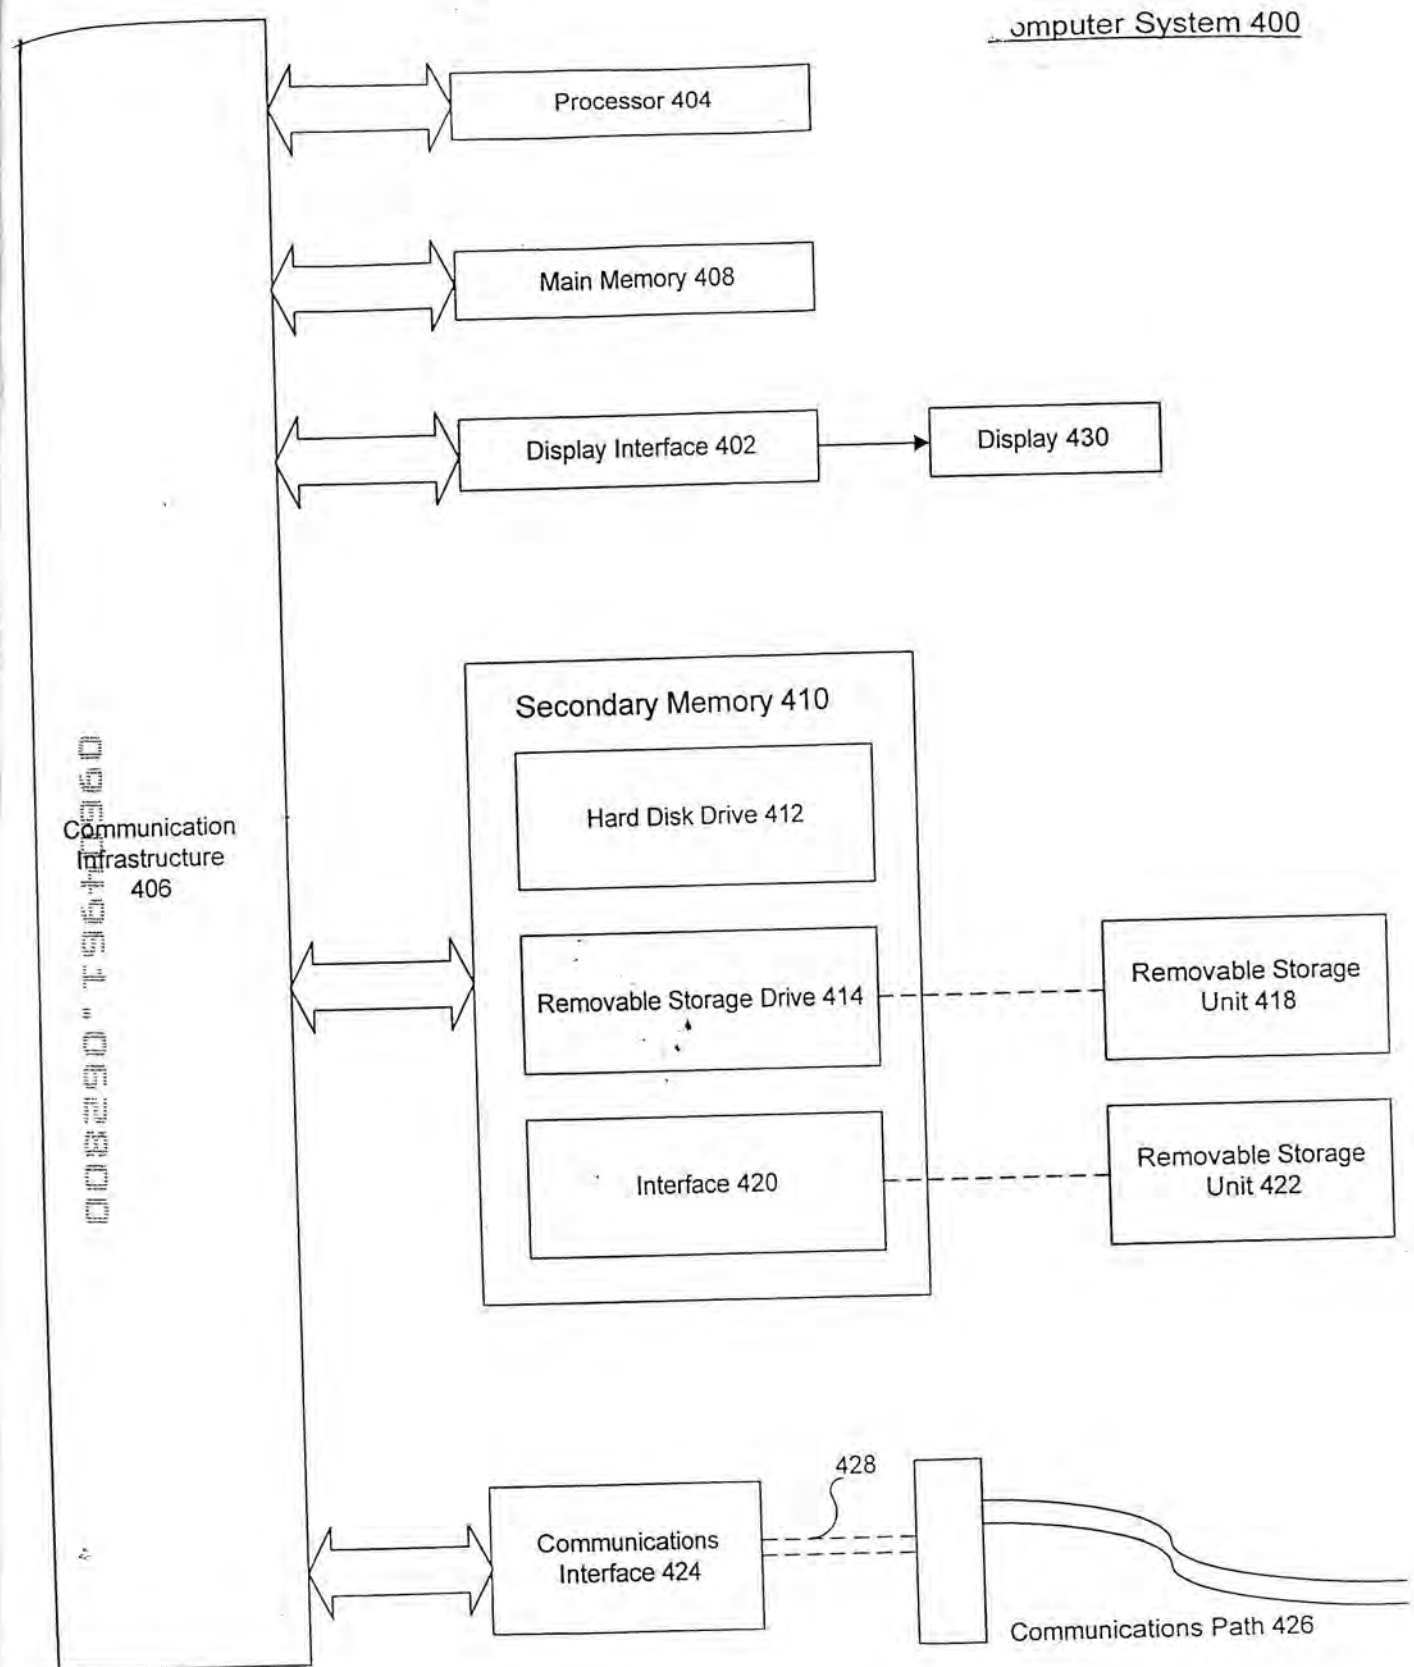 omputer System 400
Processor 404
Main Memory 408
Display Interface 402
Display 430
Secondary Memory 410
Hard Disk Drive 412
Communication
Infrastructure
406
Removable Storage Drive 414
Removable Storage
Unit 418
Interface 420
Removable Storage
Unit 422
428
Communications
Interface 424
Communications Path 426